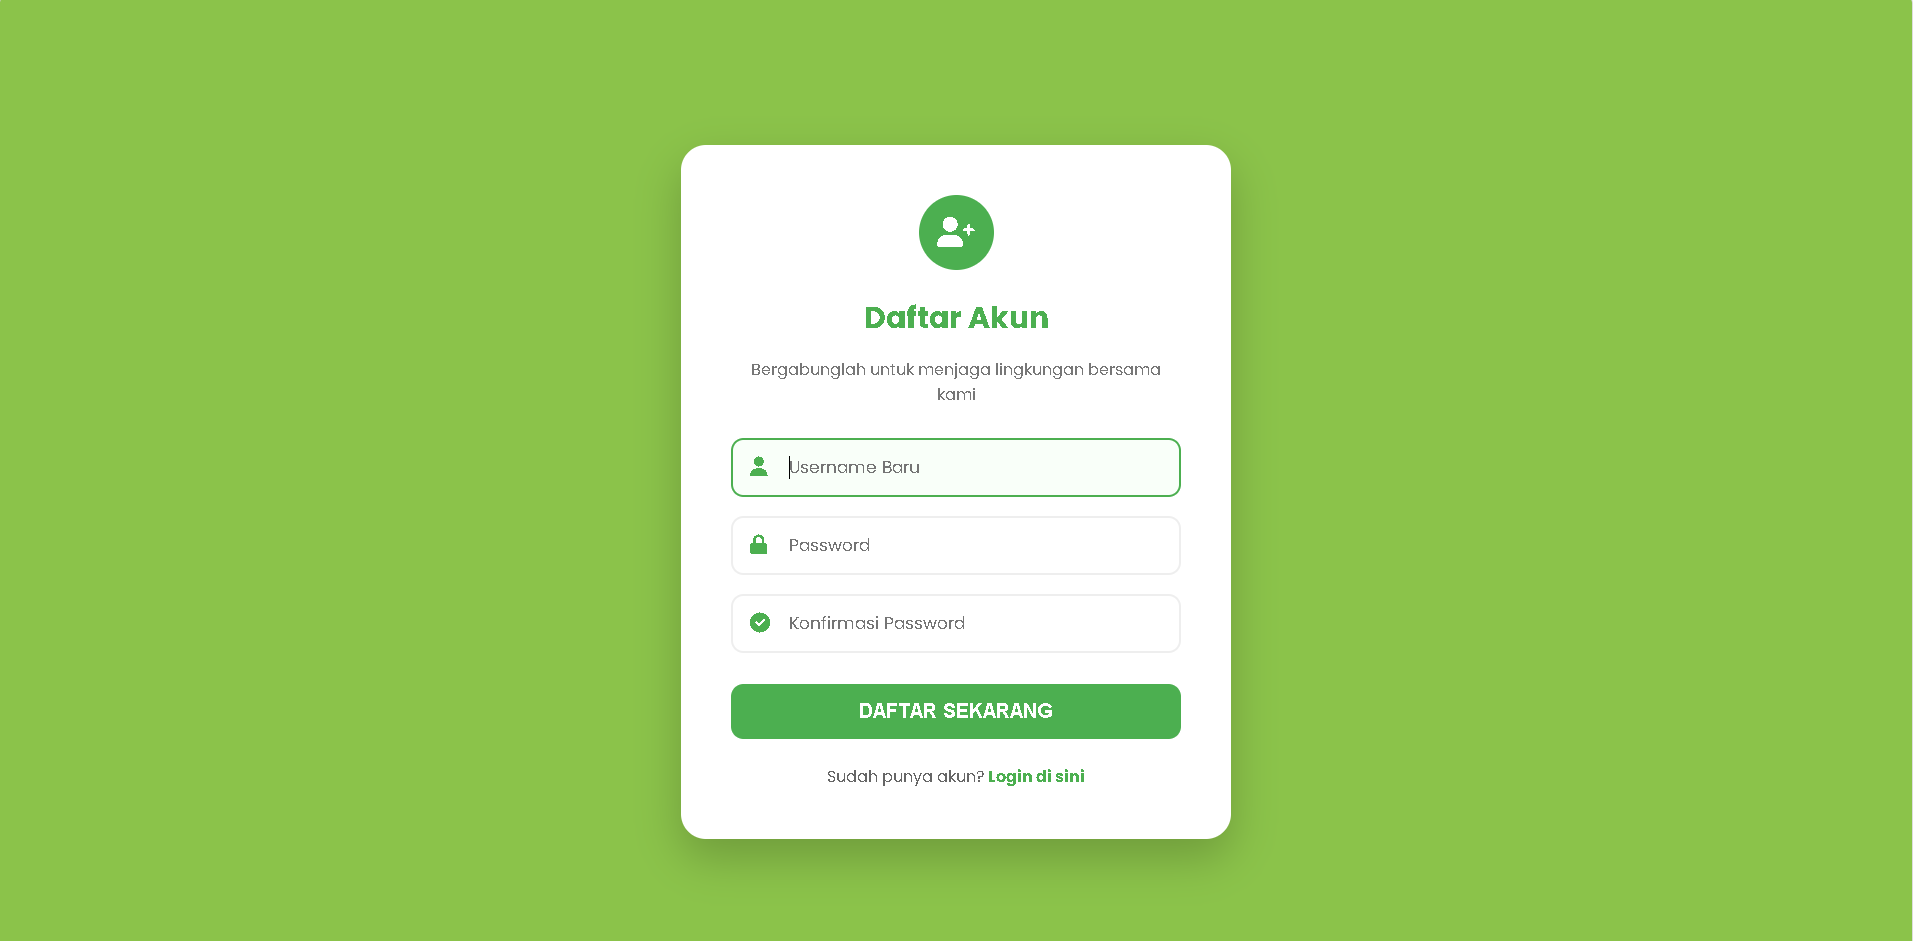 Daftar Akun
Bergabunglah untuk menjaga lingkungan bersama
kami
Username Baru
Password
Konfirmasi Password
DAFTAR SEKARANG
Sudah punya akun? Login di sini